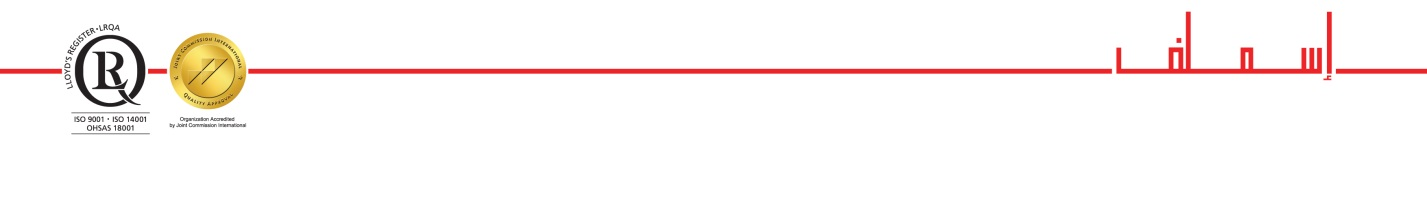 LLOYD'S REGISTER • LRQA
LRQ
ISO 9001 • ISO 14001
OHSAS 18001
JOINT COMMISSION INTERNATIONAL
QUALITY APPROVAL
Organization Accredited
by Joint Commission International
إسعاف